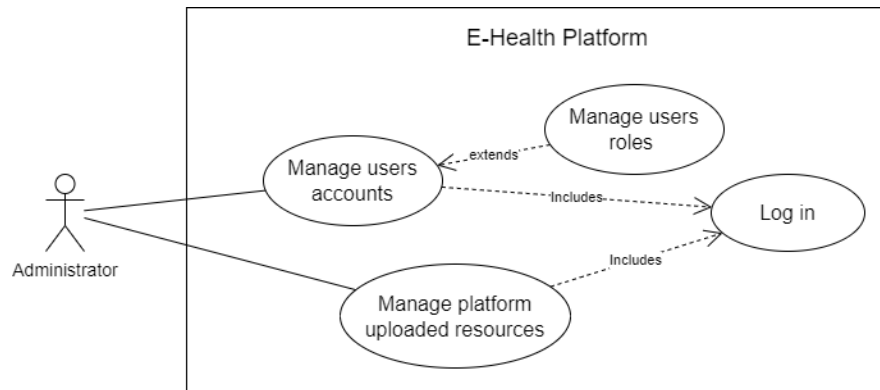 E-Health Platform
Manage users
roles
extends
Manage users
accounts
Includes
Log in
Administrator
Includes
Manage platform
uploaded resources